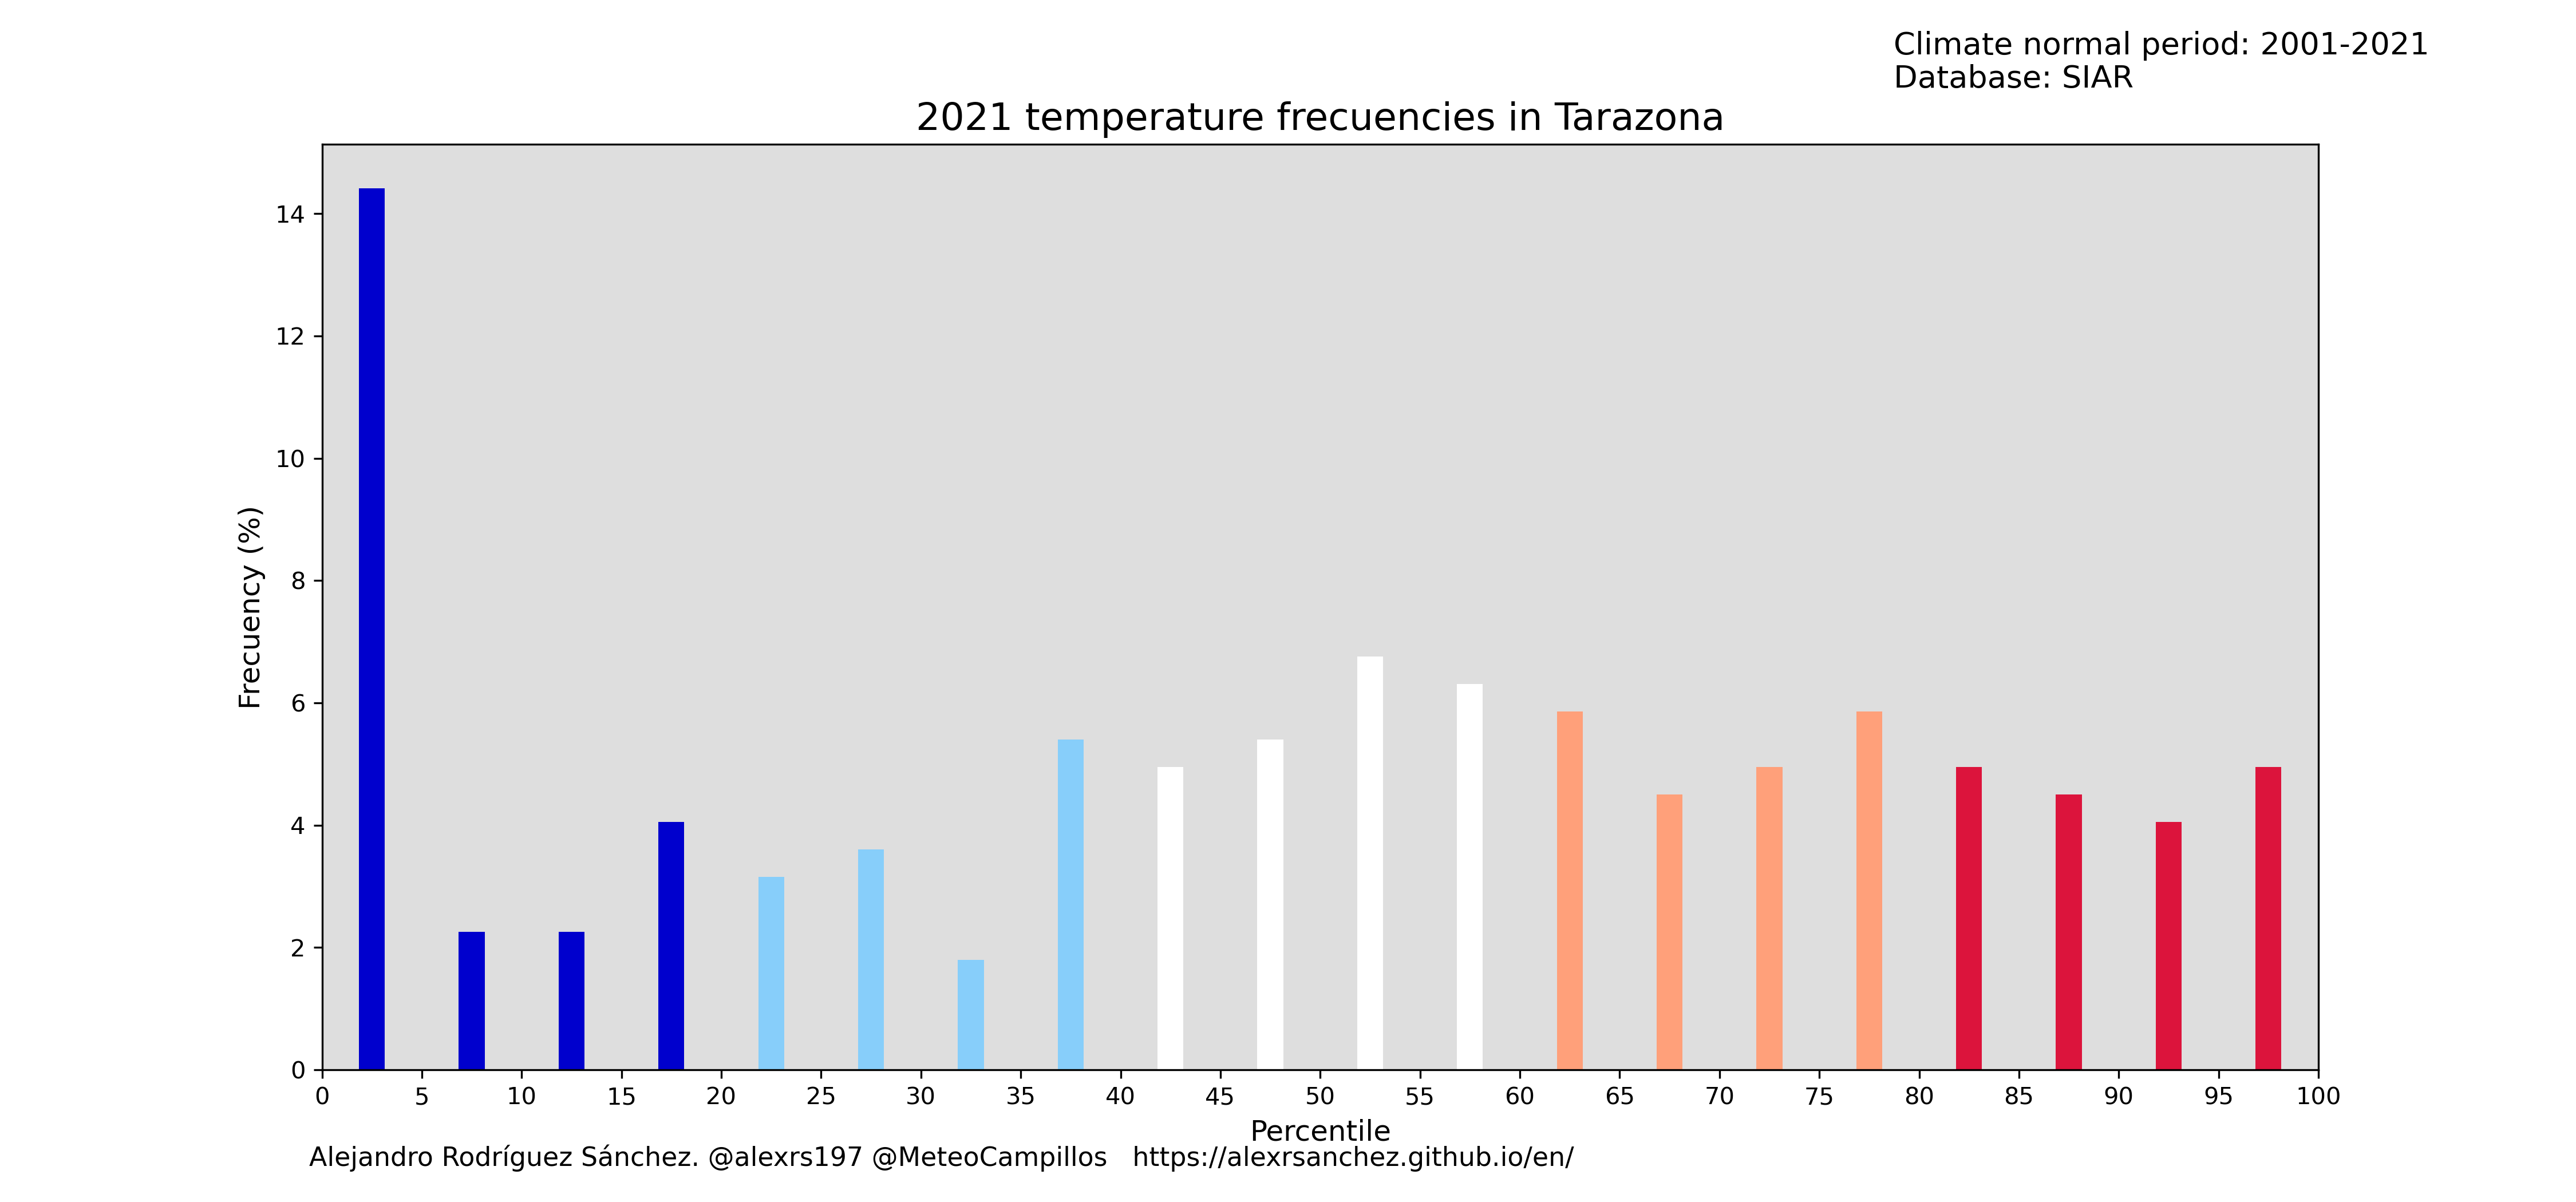 Climate normal period: 2001-2021
Database: SIAR
2021 temperature frecuencies in Tarazona
14
12
10
8
6
4
2
0
Frecuency (%)
0 5 10 15 20 25 30 35 40 45 50 55 60 65 70 75 80 85 90 95 100
Percentile
Alejandro Rodríguez Sánchez. @alexrs197 @MeteoCampillos https://alexrsanchez.github.io/en/